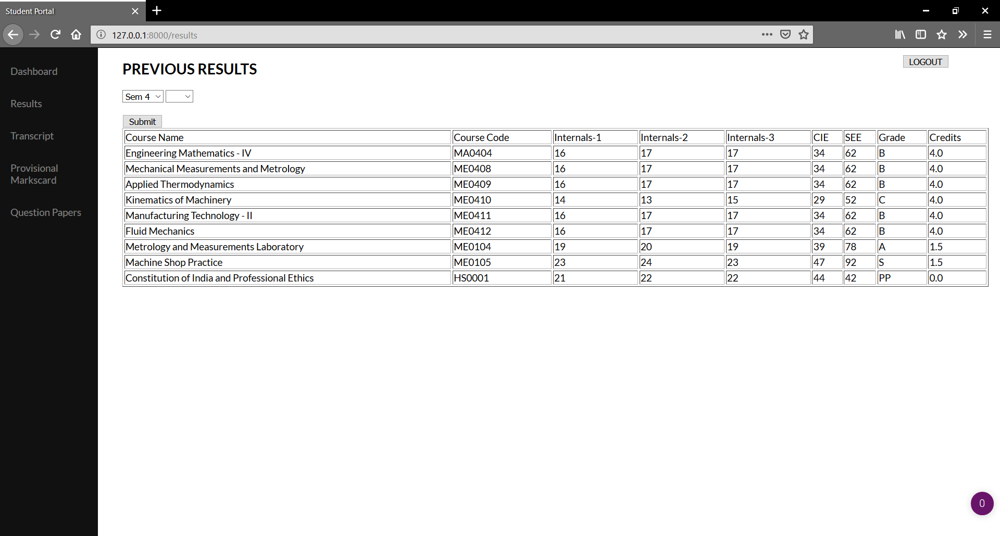 Student Portal
127.0.0.1:8000/results
Dashboard
Results
Transcript
Provisional
Markscard
Question Papers
LOGOUT
PREVIOUS RESULTS
Sem 4
Submit
Course Name Course Code Internals-1 Internals-2 Internals-3 CIE SEE Grade Credits
Engineering Mathematics - IV MA0404 16 17 17 34 62 B 4.0
Mechanical Measurements and Metrology ME0408 16 17 17 34 62 B 4.0
Applied Thermodynamics ME0409 16 17 17 34 62 B 4.0
Kinematics of Machinery ME0410 14 13 15 29 52 C 4.0
Manufacturing Technology - II ME0411 16 17 17 34 62 B 4.0
Fluid Mechanics ME0412 16 17 17 34 62 B 4.0
Metrology and Measurements Laboratory ME0104 19 20 19 39 78 A 1.5
Machine Shop Practice ME0105 23 24 23 47 92 S 1.5
Constitution of India and Professional Ethics HS0001 21 22 22 44 42 PP 0.0
0